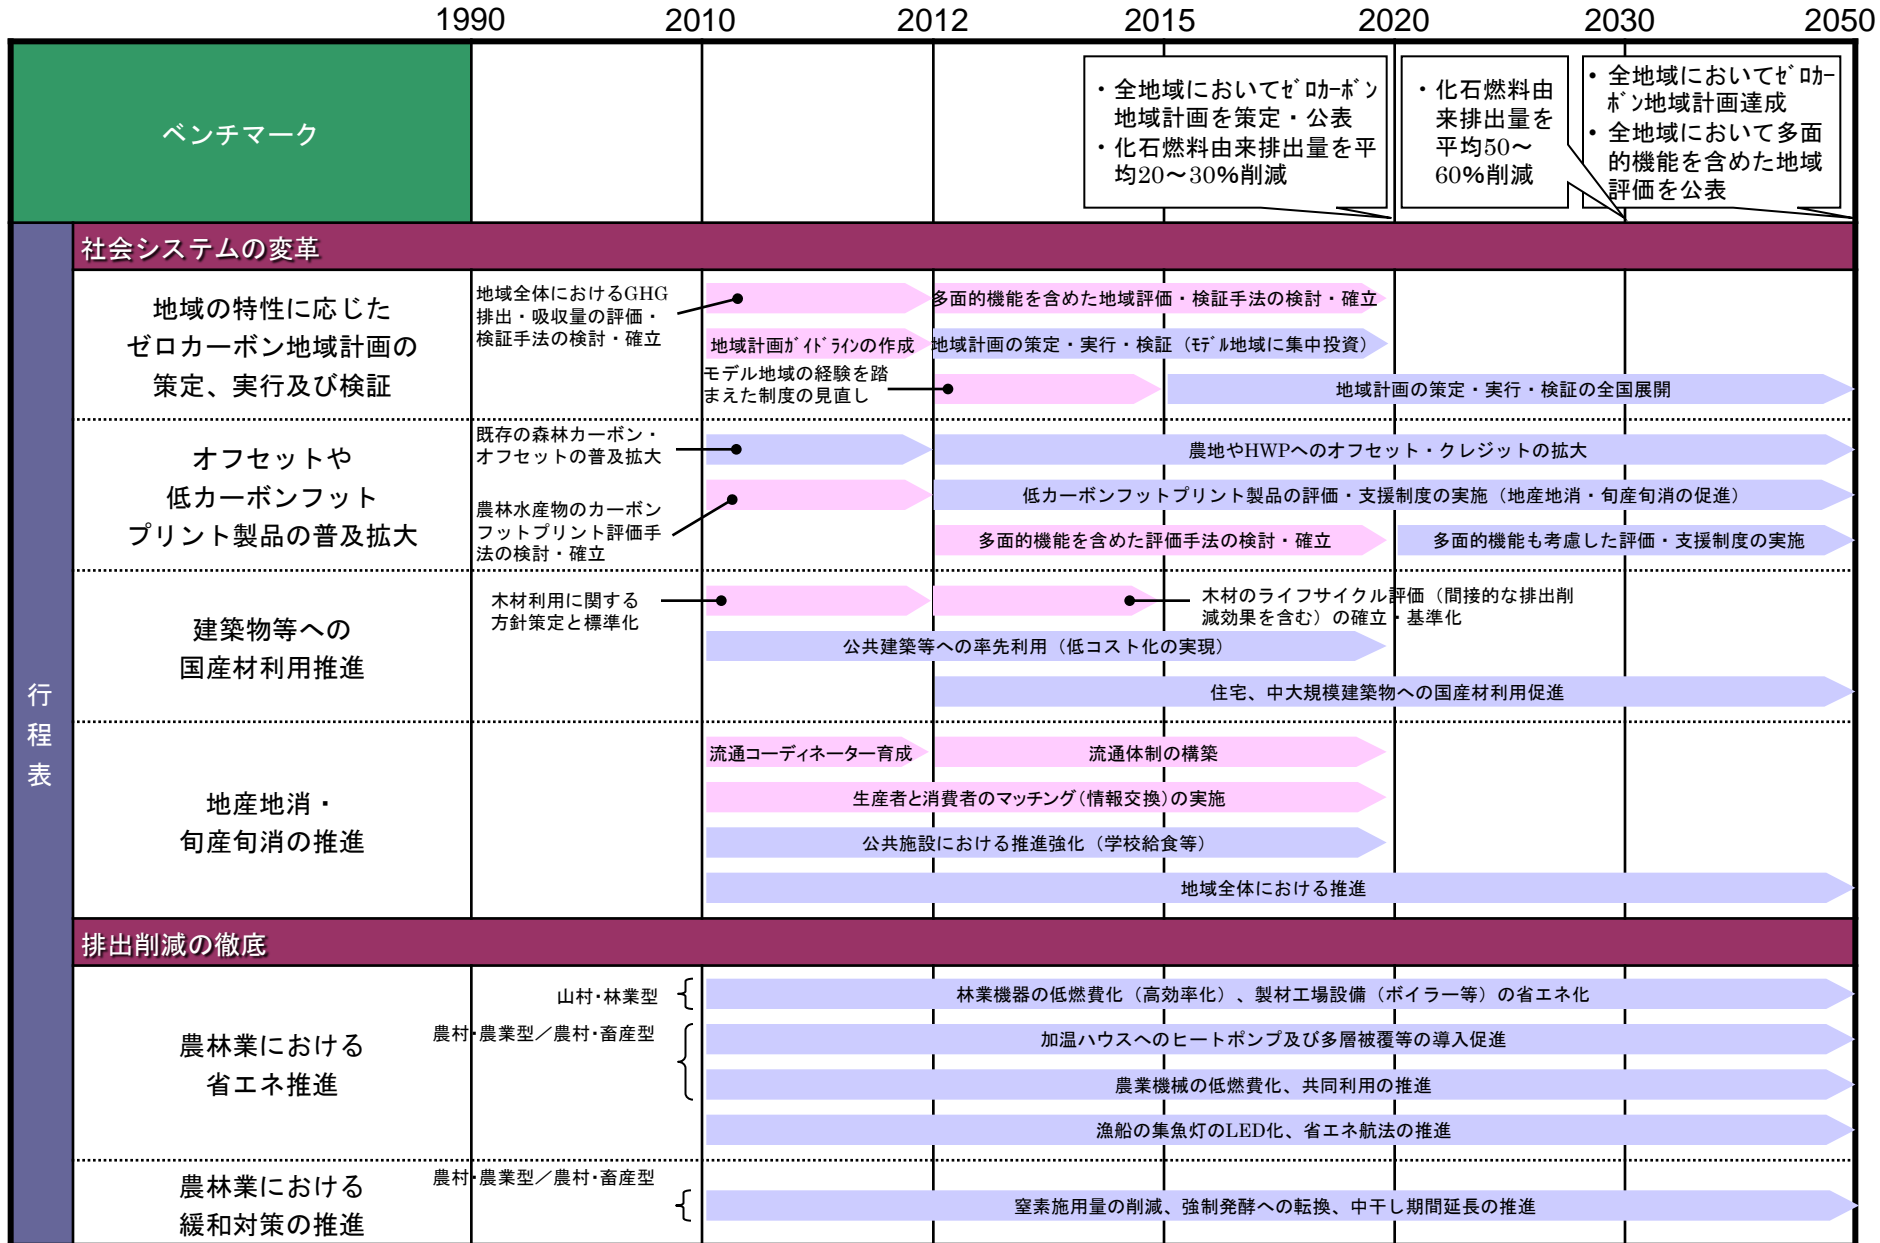 1990
2010
2012
2015
2020
2030
2050
ベンチマーク
・全地域においてｾﾞﾛｶｰﾎﾞﾝ
地域計画を策定・公表
・化石燃料由来排出量を平
均20～30%削減
・化石燃料由
来排出量を
平均50～
60%削減
・全地域においてｾﾞﾛｶｰ
ﾎﾞﾝ地域計画達成
・全地域において多面
的機能を含めた地域
評価を公表
行
程
表
社会システムの変革
地域の特性に応じた
ゼロカーボン地域計画の
策定、実行及び検証
地域全体におけるGHG
排出・吸収量の評価・
検証手法の検討・確立
多面的機能を含めた地域評価・検証手法の検討・確立
地域計画ｶﾞｲﾄﾞﾗｲﾝの作成
地域計画の策定・実行・検証（ﾓﾃﾞﾙ地域に集中投資）
モデル地域の経験を踏
まえた制度の見直し
地域計画の策定・実行・検証の全国展開
オフセットや
低カーボンフット
プリント製品の普及拡大
既存の森林カーボン・
オフセットの普及拡大
農地やHWPへのオフセット・クレジットの拡大
農林水産物のカーボン
フットプリント評価手
法の検討・確立
低カーボンフットプリント製品の評価・支援制度の実施（地産地消・旬産旬消の促進）
多面的機能を含めた評価手法の検討・確立
多面的機能も考慮した評価・支援制度の実施
建築物等への
国産材利用推進
木材利用に関する
方針策定と標準化
木材のライフサイクル評価（間接的な排出削
減効果を含む）の確立・基準化
公共建築等への率先利用（低コスト化の実現）
住宅、中大規模建築物への国産材利用促進
地産地消・
旬産旬消の推進
流通コーディネーター育成
流通体制の構築
生産者と消費者のマッチング（情報交換）の実施
公共施設における推進強化（学校給食等）
地域全体における推進
排出削減の徹底
農林業における
省エネ推進
山村・林業型
林業機器の低燃費化（高効率化）、製材工場設備（ボイラー等）の省エネ化
農村・農業型／農村・畜産型
加温ハウスへのヒートポンプ及び多層被覆等の導入促進
農業機械の低燃費化、共同利用の推進
漁船の集魚灯のLED化、省エネ航法の推進
農林業における
緩和対策の推進
農村・農業型／農村・畜産型
窒素施用量の削減、強制発酵への転換、中干し期間延長の推進